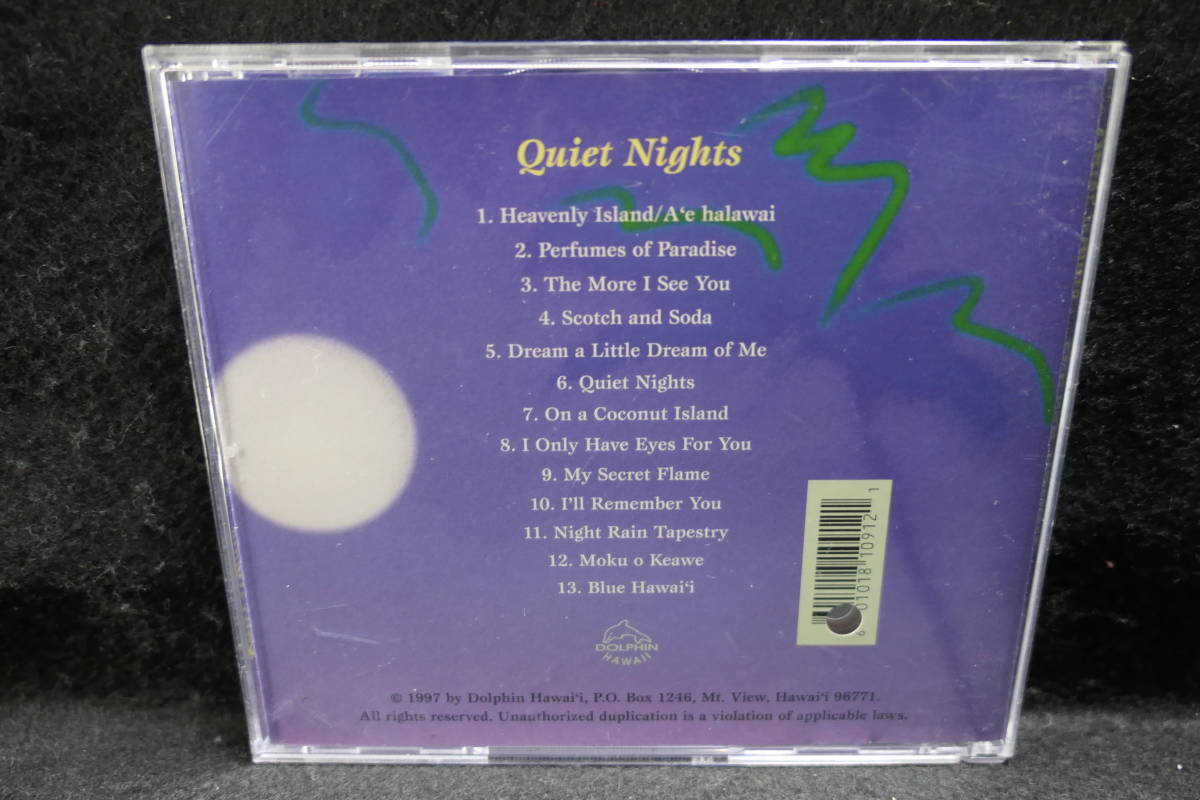 Quiet Nights
1. Heavenly Island/A‘e halawai
2. Perfumes of Paradise
3. The More I See You
4. Scotch and Soda
5. Dream a Little Dream of Me
6. Quiet Nights
7. On a Coconut Island
8. I Only Have Eyes For You
9. My Secret Flame
10. I'll Remember You
11. Night Rain Tapestry
12. Moku o Keawe
13. Blue Hawai‘i
6 01018 10912 1
DOLPHIN
HAWAII
© 1997 by Dolphin Hawai‘i, P.O. Box 1246, Mt. View, Hawai‘i 96771.
All rights reserved. Unauthorized duplication is a violation of applicable laws.